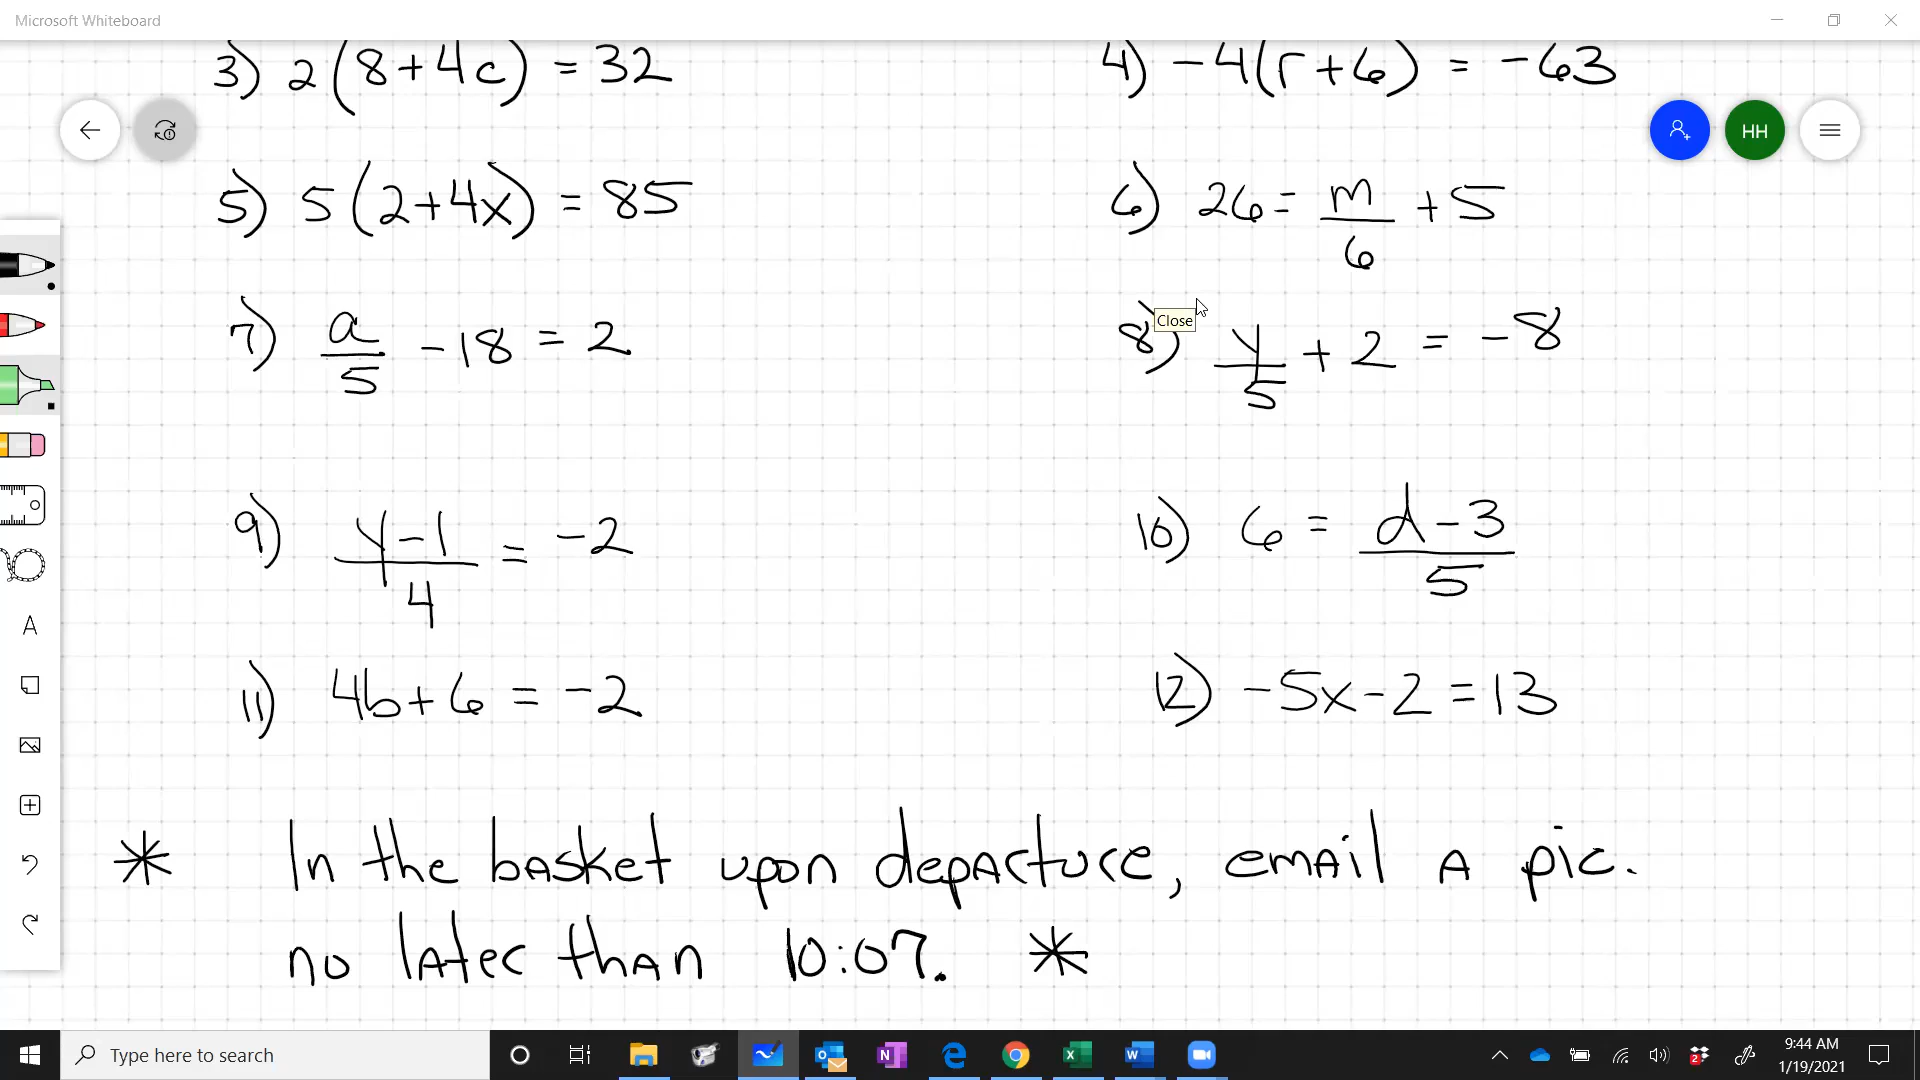 Microsoft Whiteboard
3) 2(8+4c) = 32
4) -4(r+6) = -63
HH
5) 5(2+4x) = 85
6) 26 = m/6 + 5
7) a/5 - 18 = 2
8) y/5 + 2 = -8
Close
9) y-1/4 = -2
10) 6 = d-3/5
11) 4b+6 = -2
12) -5x-2 = 13
A
* In the basket upon departure, email a pic.
no later than 10:07. *
Type here to search
9:44 AM
1/19/2021